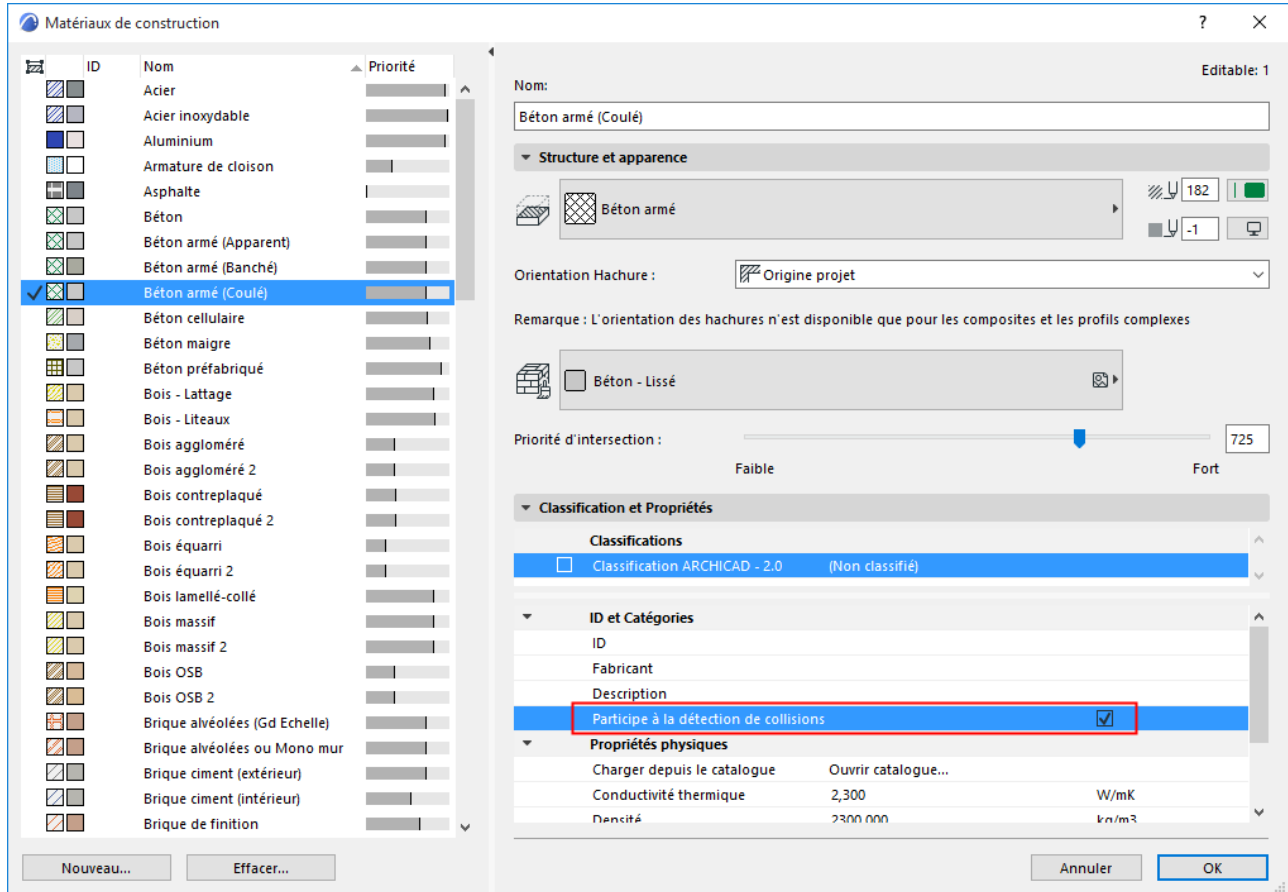 Matériaux de construction
ID Nom Priorité
Acier
Acier inoxydable
Aluminium
Armature de cloison
Asphalte
Béton
Béton armé (Apparent)
Béton armé (Banché)
Béton armé (Coulé)
Béton cellulaire
Béton maigre
Béton préfabriqué
Bois - Lattage
Bois - Liteaux
Bois aggloméré
Bois aggloméré 2
Bois contreplaqué
Bois contreplaqué 2
Bois équarri
Bois équarri 2
Bois lamellé-collé
Bois massif
Bois massif 2
Bois OSB
Bois OSB 2
Brique alvéolées (Gd Echelle)
Brique alvéolées ou Mono mur
Brique ciment (extérieur)
Brique ciment (intérieur)
Brique de finition
Nouveau...
Effacer...
Editable: 1
Nom:
Béton armé (Coulé)
Structure et apparence
Béton armé
182
-1
Orientation Hachure :
Origine projet
Remarque : L'orientation des hachures n'est disponible que pour les composites et les profils complexes
Béton - Lissé
Priorité d'intersection :
725
Faible Fort
Classification et Propriétés
Classifications
Classification ARCHICAD - 2.0 (Non classifié)
ID et Catégories
ID
Fabricant
Description
Participe à la détection de collisions
Propriétés physiques
Charger depuis le catalogue Ouvrir catalogue...
Conductivité thermique 2,300 W/mK
Densité 2300,000 kg/m3
Annuler
OK